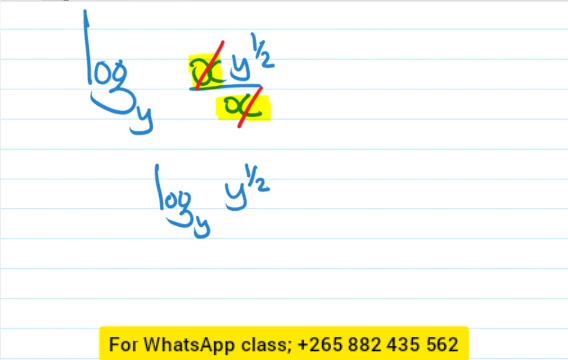 log_y x y^{1/2} / x
log_y y^{1/2}
For WhatsApp class; +265 882 435 562